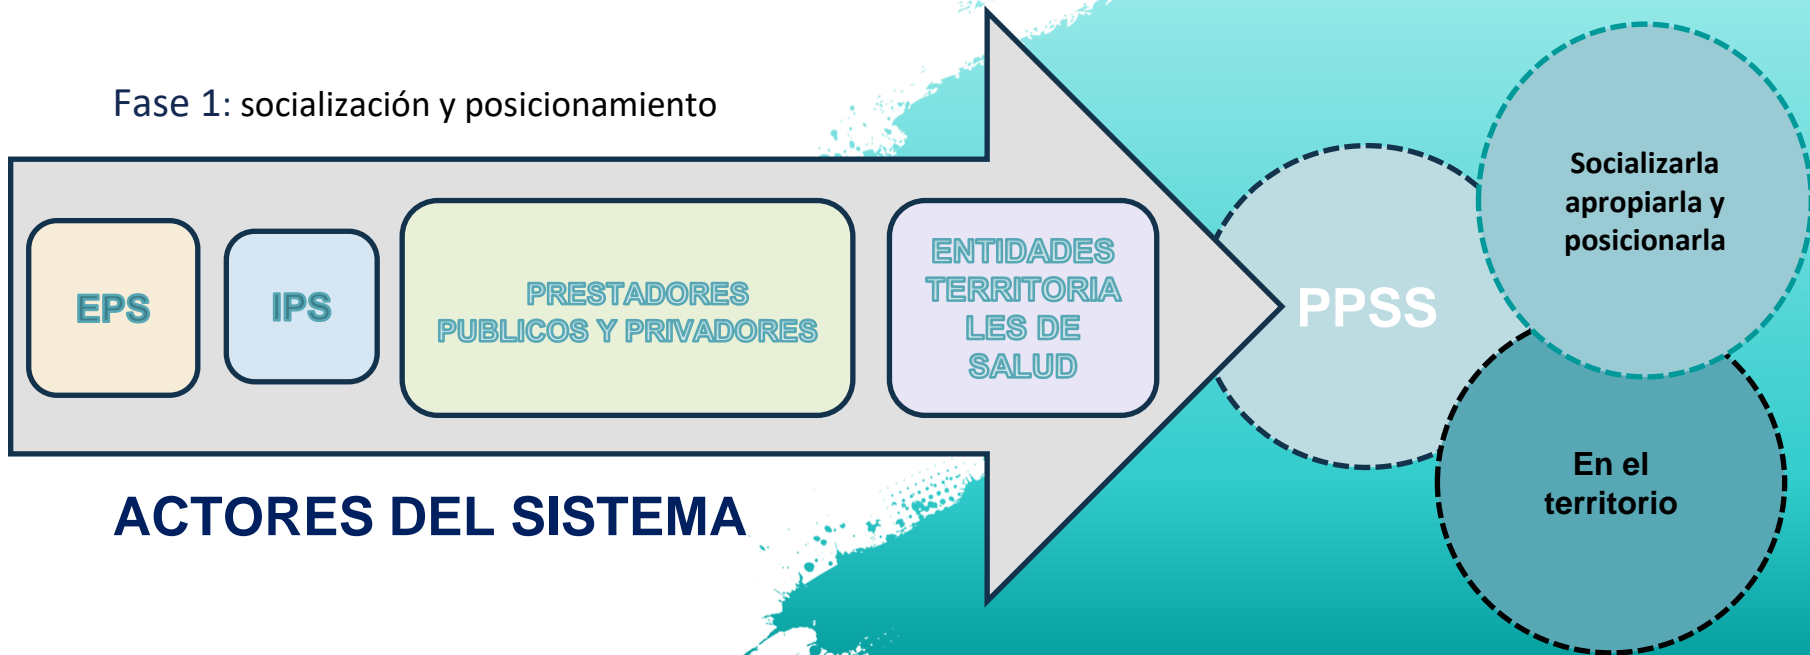 Fase 1: socialización y posicionamiento
EPS
IPS
PRESTADORES
PUBLICOS Y PRIVADORES
ENTIDADES
TERRITORIA
LES DE
SALUD
PPSS
Socializarla
apropiarla y
posicionarla
En el
territorio
ACTORES DEL SISTEMA